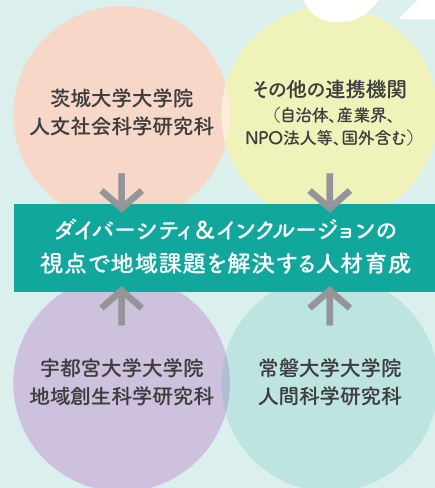 茨城大学大学院
人文社会科学研究科
その他の連携機関
（自治体、産業界、
NPO法人等、国外含む）
ダイバーシティ＆インクルージョンの
視点で地域課題を解決する人材育成
宇都宮大学大学院
地域創生科学研究科
常磐大学大学院
人間科学研究科